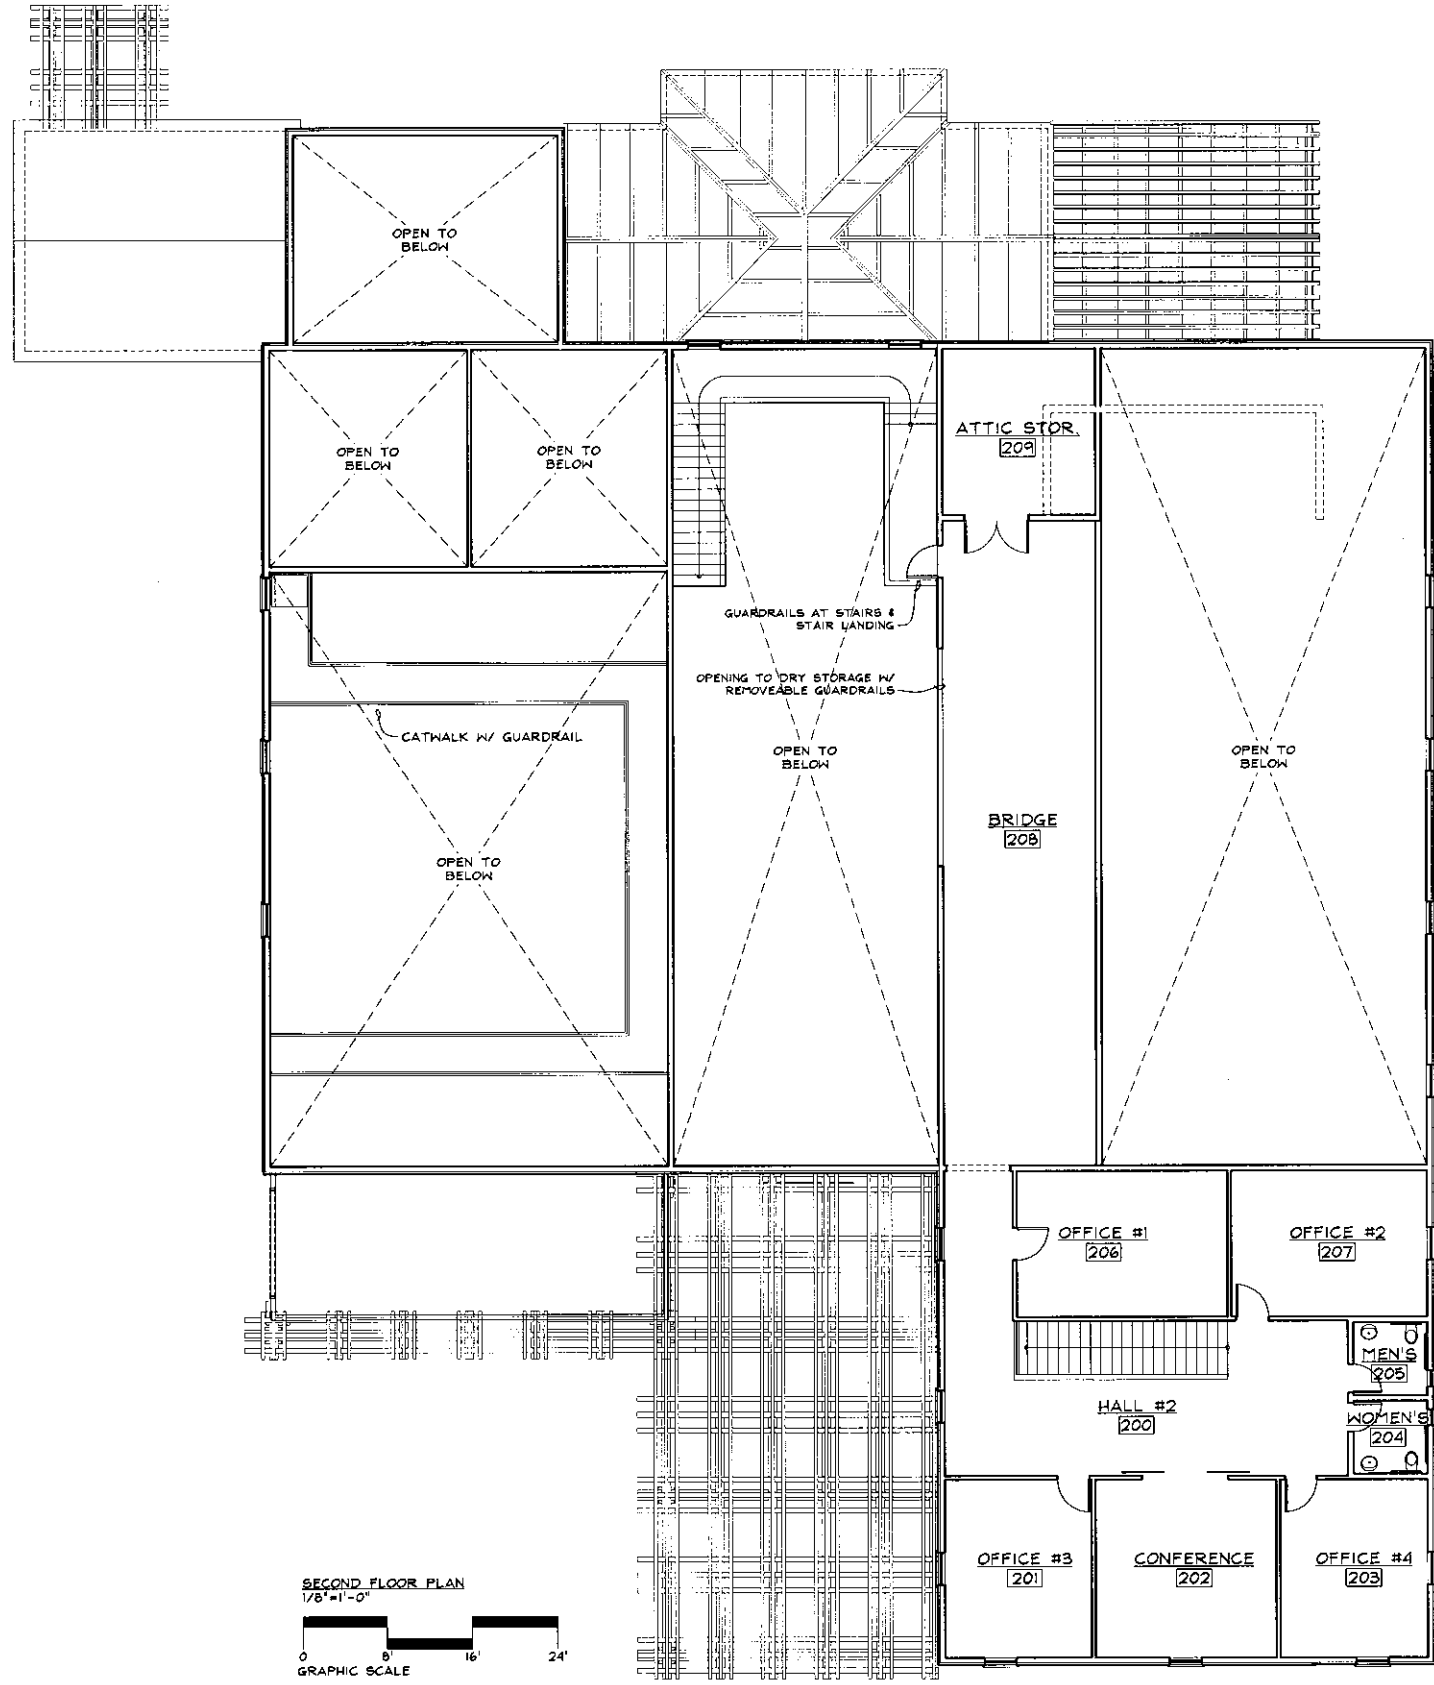 OPEN TO
BELOW
OPEN TO
BELOW
OPEN TO
BELOW
ATTIC STOR.
209
GUARDRAILS AT STAIRS &
STAIR LANDING
OPENING TO DRY STORAGE W/
REMOVEABLE GUARDRAILS
CATWALK W/ GUARDRAIL
OPEN TO
BELOW
OPEN TO
BELOW
BRIDGE
208
OPEN TO
BELOW
OFFICE #1
206
OFFICE #2
207
MEN'S
205
HALL #2
200
WOMEN'S
204
OFFICE #3
201
CONFERENCE
202
OFFICE #4
203
SECOND FLOOR PLAN
1/8"=1'-0"
0 8' 16' 24'
GRAPHIC SCALE